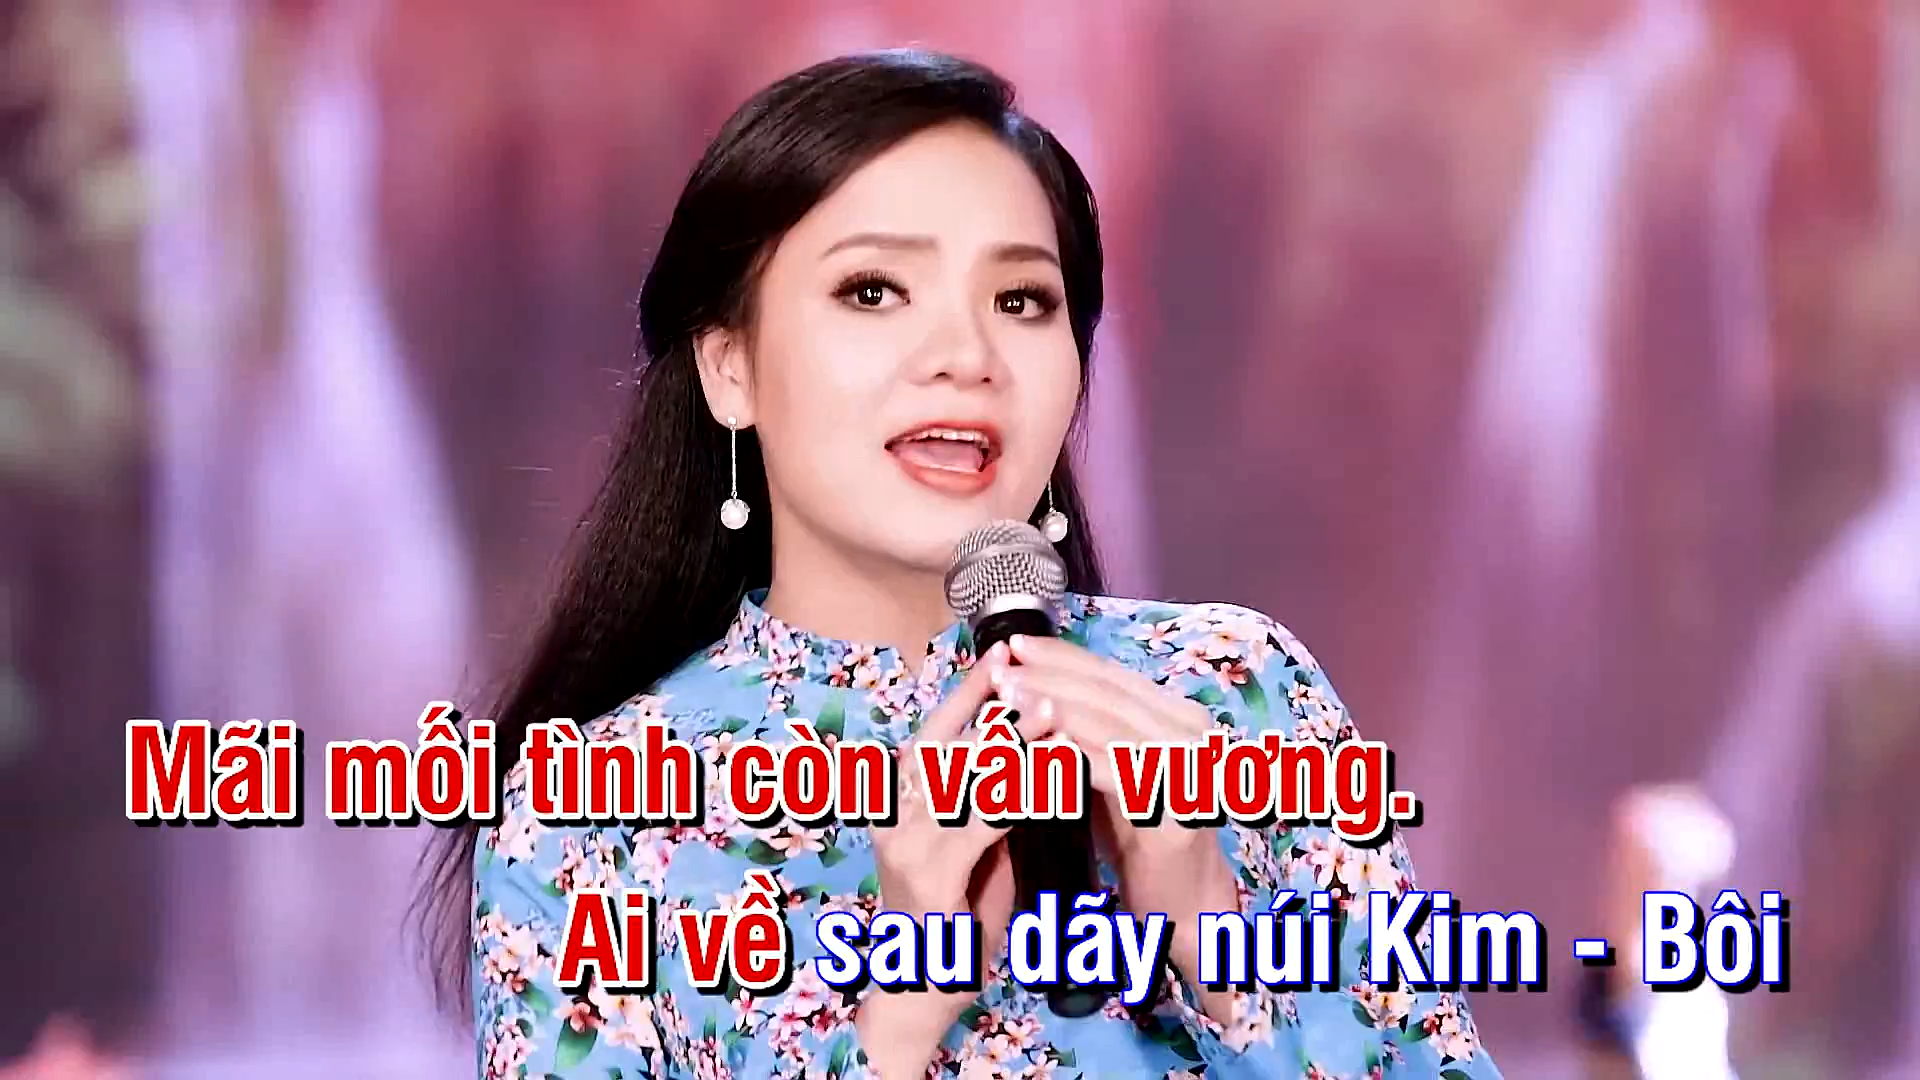 Mãi mối tình còn vấn vương.
Ai về sau dãy núi Kim - Bôi